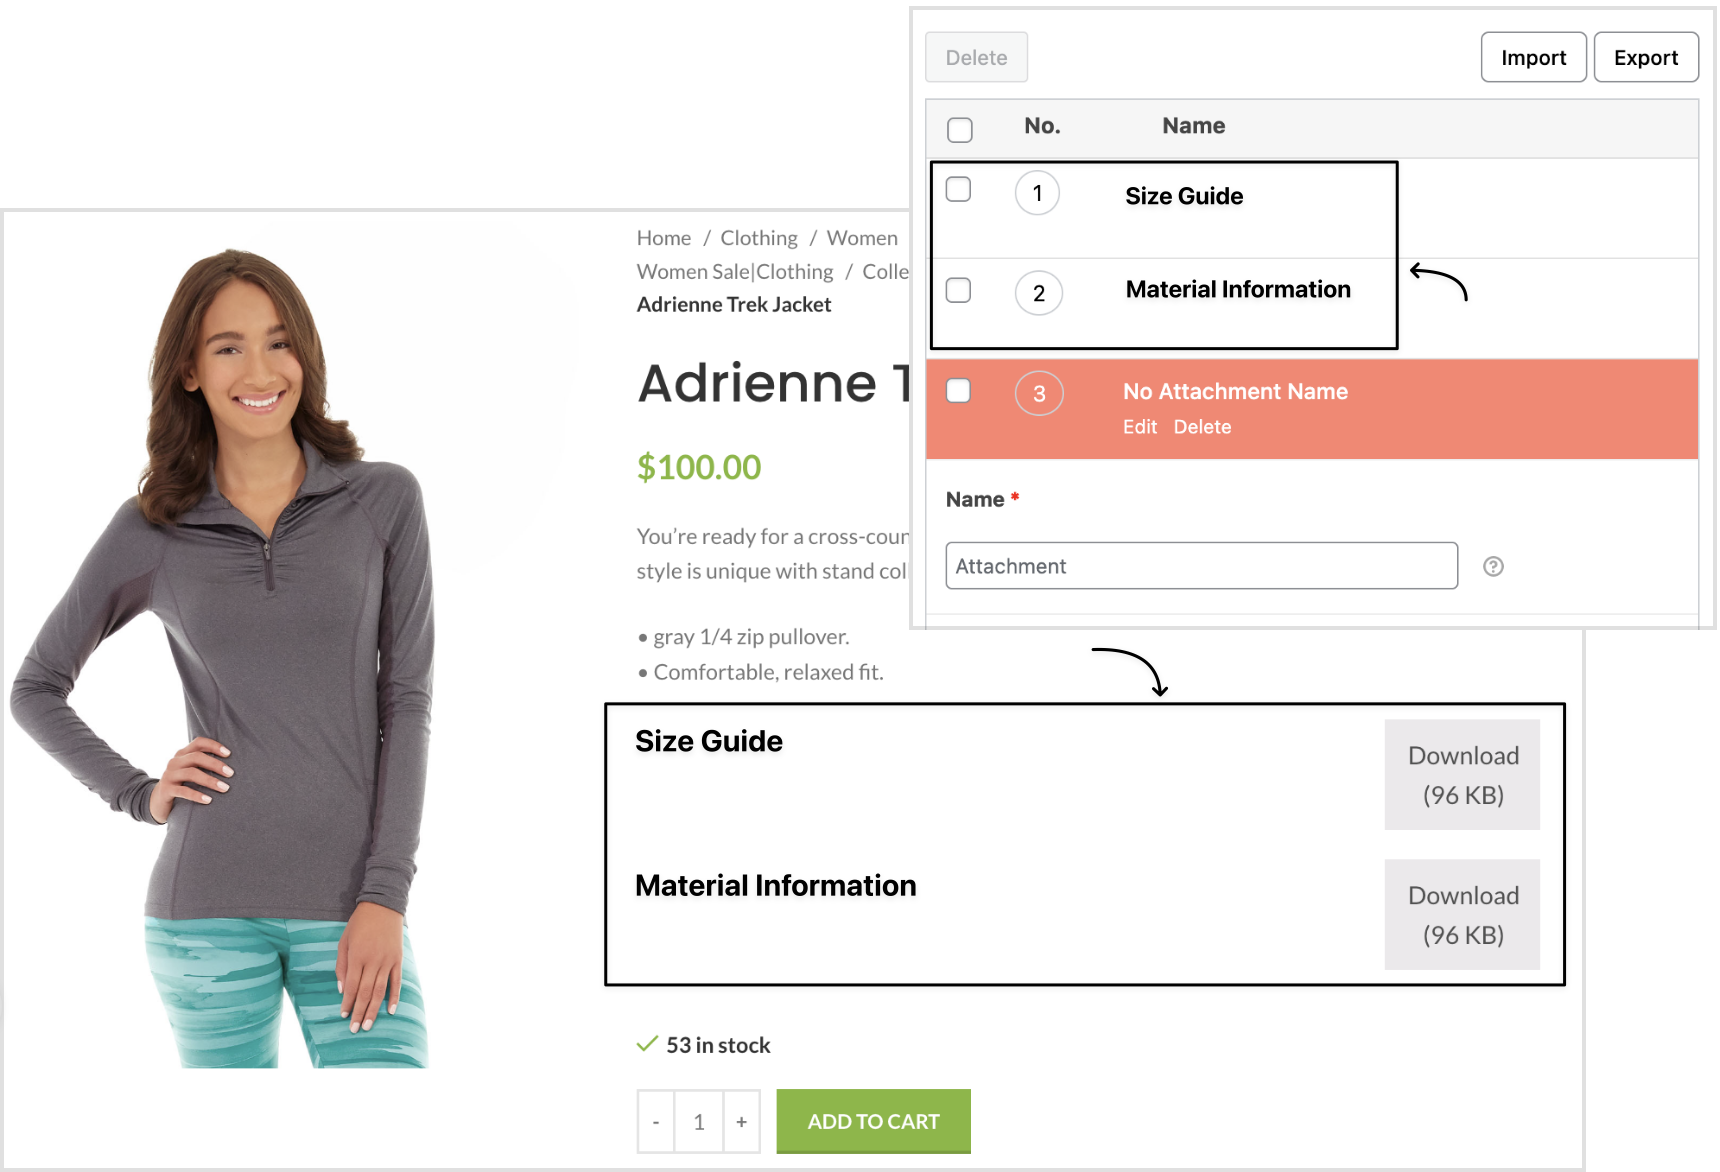 Delete
Import
Export
No.
Name
1
Size Guide
2
Material Information
3
No Attachment Name
Edit Delete
Name *
Attachment
?
Home / Clothing / Women
Women Sale|Clothing / Colle
Adrienne Trek Jacket
Adrienne
$100.00
You’re ready for a cross-coun
style is unique with stand col
• gray 1/4 zip pullover.
• Comfortable, relaxed fit.
Size Guide
Download
(96 KB)
Material Information
Download
(96 KB)
53 in stock
- 1 +
ADD TO CART